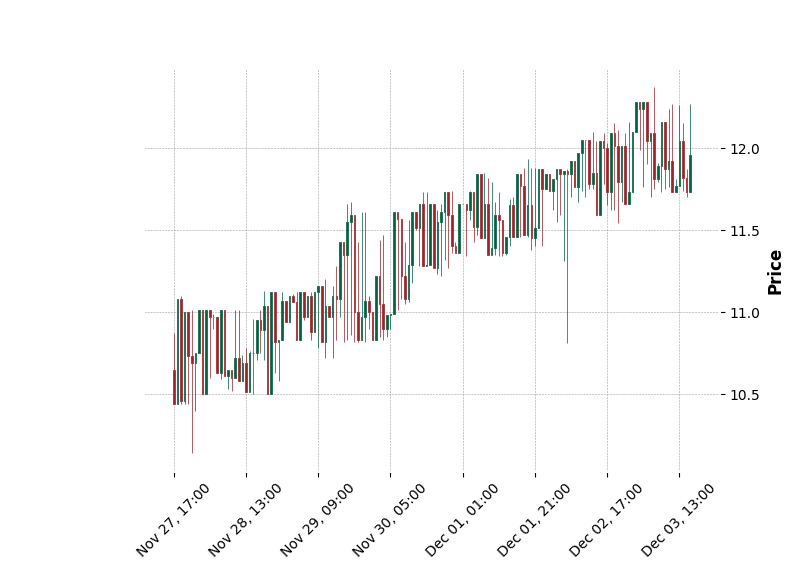 12.0
11.5
11.0
10.5
Price
Nov 27, 17:00
Nov 28, 13:00
Nov 29, 09:00
Nov 30, 05:00
Dec 01, 01:00
Dec 01, 21:00
Dec 02, 17:00
Dec 03, 13:00